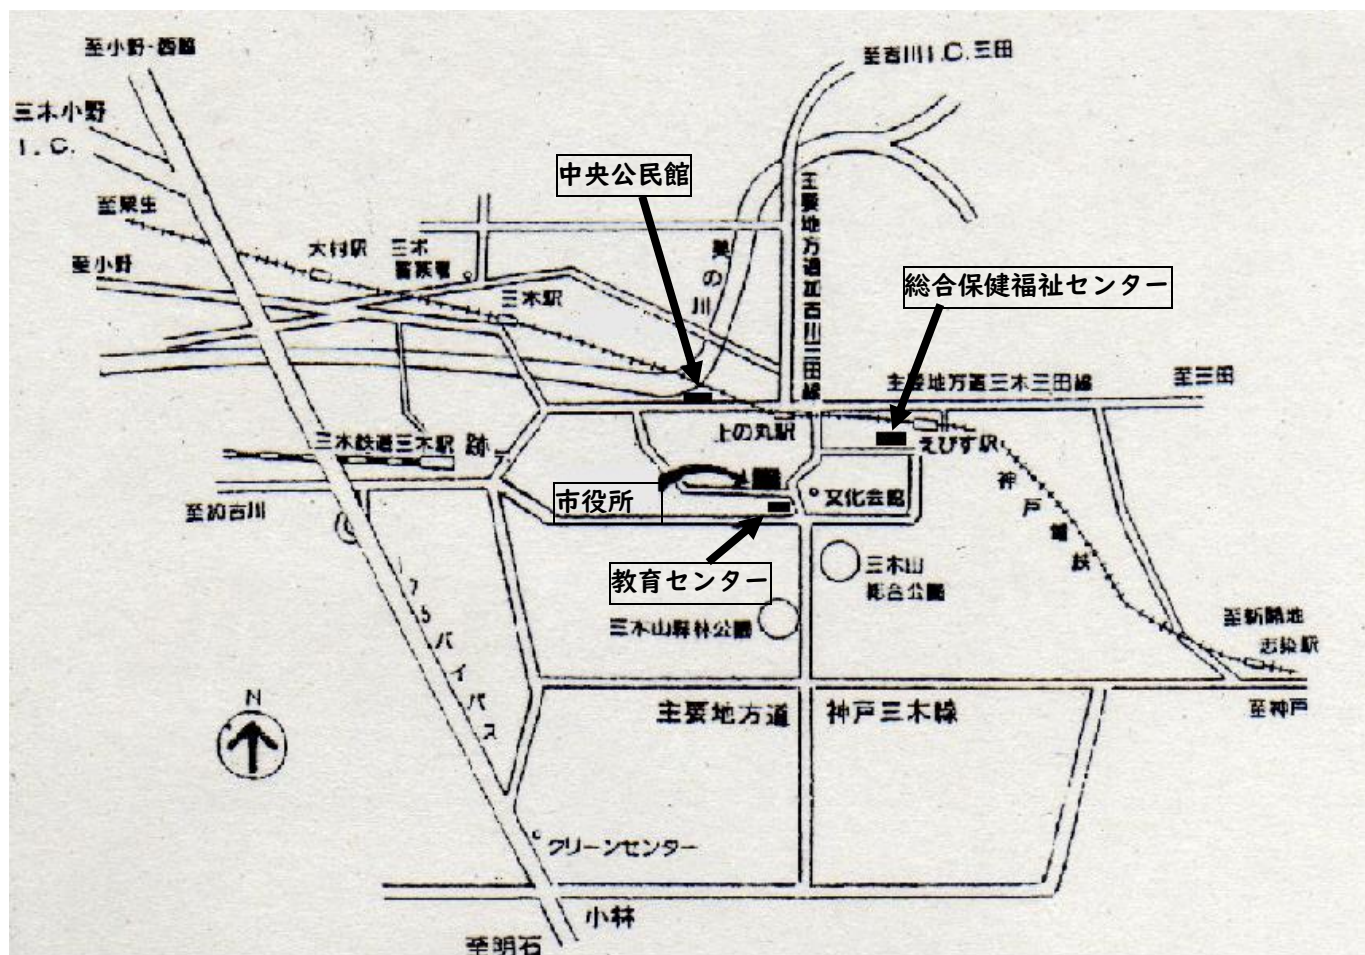 至小野・西脇
至吉川I.C.三田
三木小野
I.C.
中央公民館
主要地方道加古川三田線
至粟生
大村駅
三木
警察署
美の川
至小野
総合保健福祉センター
三木駅
主要地方道三木三田線
至三田
上の丸駅
えびす駅
三木鉄道三木駅跡
神戸電鉄
市役所
文化会館
至加古川
教育センター
三木山
総合公園
三木山森林公園
175バイパス
至新開地
志染駅
N
主要地方道
神戸三木線
至神戸
クリーンセンター
小林
至明石